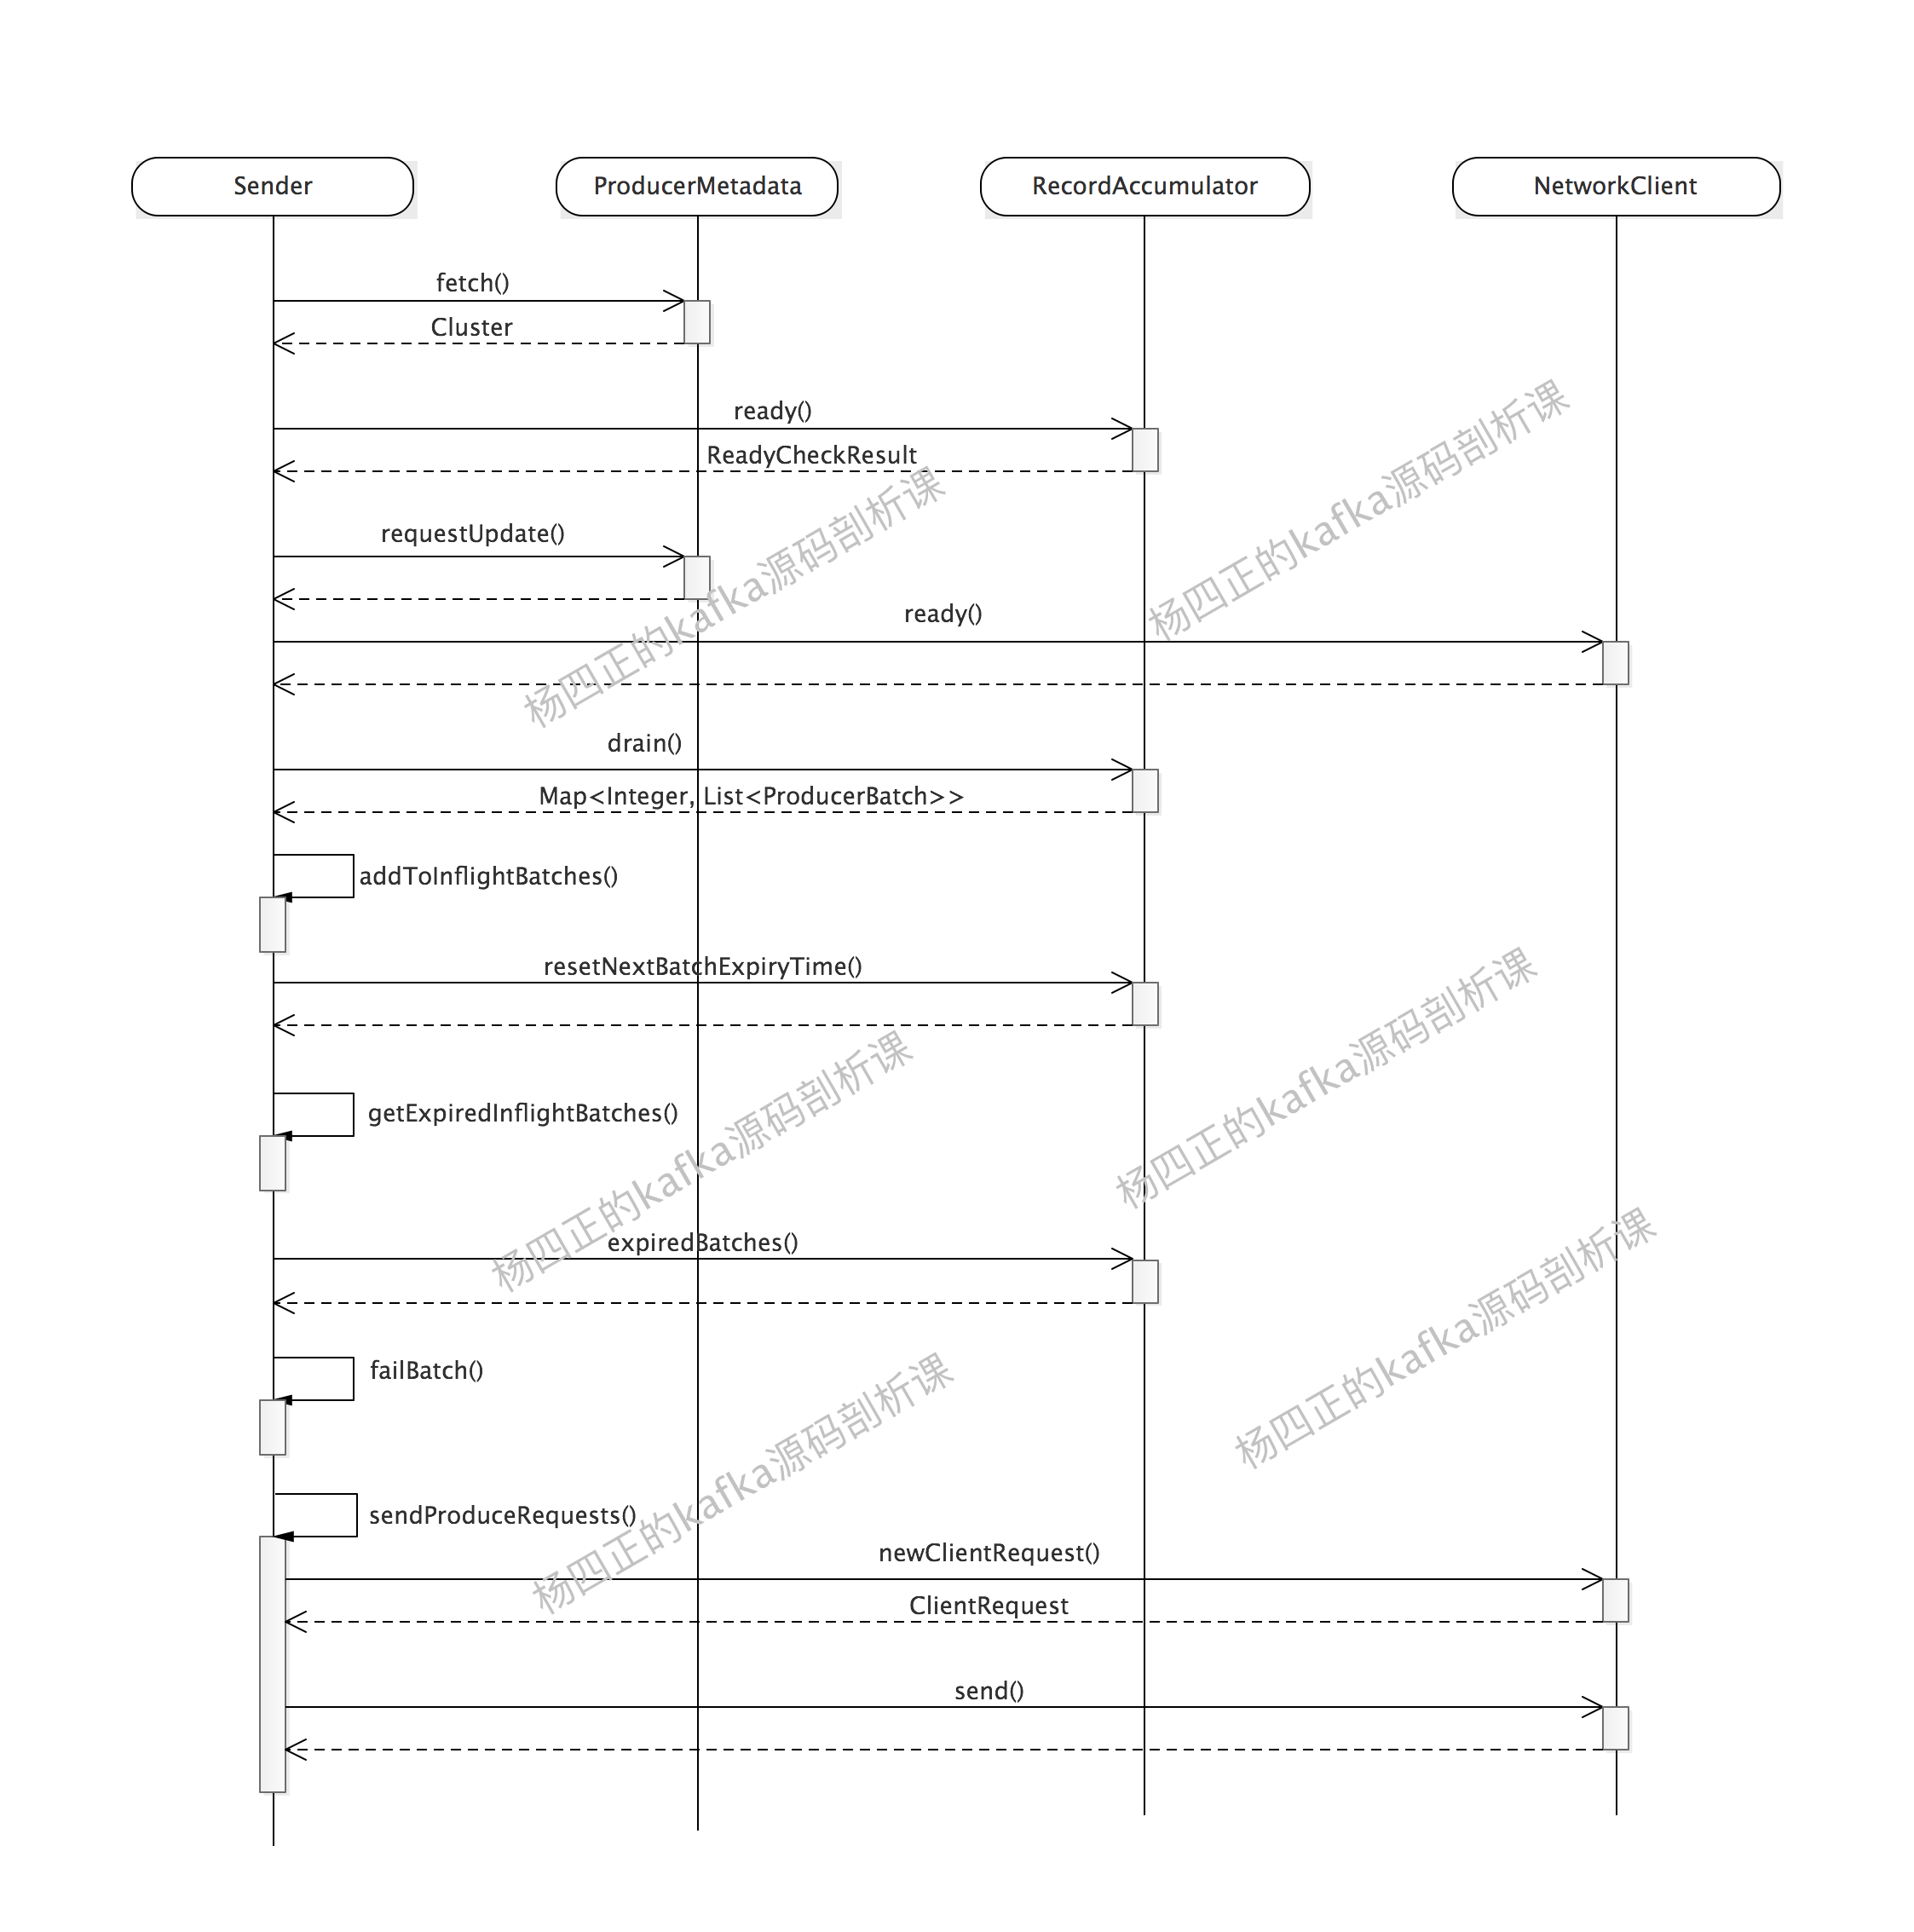 Sender
ProducerMetadata
RecordAccumulator
NetworkClient
fetch()
Cluster
ready()
ReadyCheckResult
requestUpdate()
ready()
drain()
Map<Integer, List<ProducerBatch>>
addToInflightBatches()
resetNextBatchExpiryTime()
getExpiredInflightBatches()
expiredBatches()
failBatch()
sendProduceRequests()
newClientRequest()
ClientRequest
send()
杨四正的kafka源码剖析课
杨四正的kafka源码剖析课
杨四正的kafka源码剖析课
杨四正的kafka源码剖析课
杨四正的kafka源码剖析课
杨四正的kafka源码剖析课